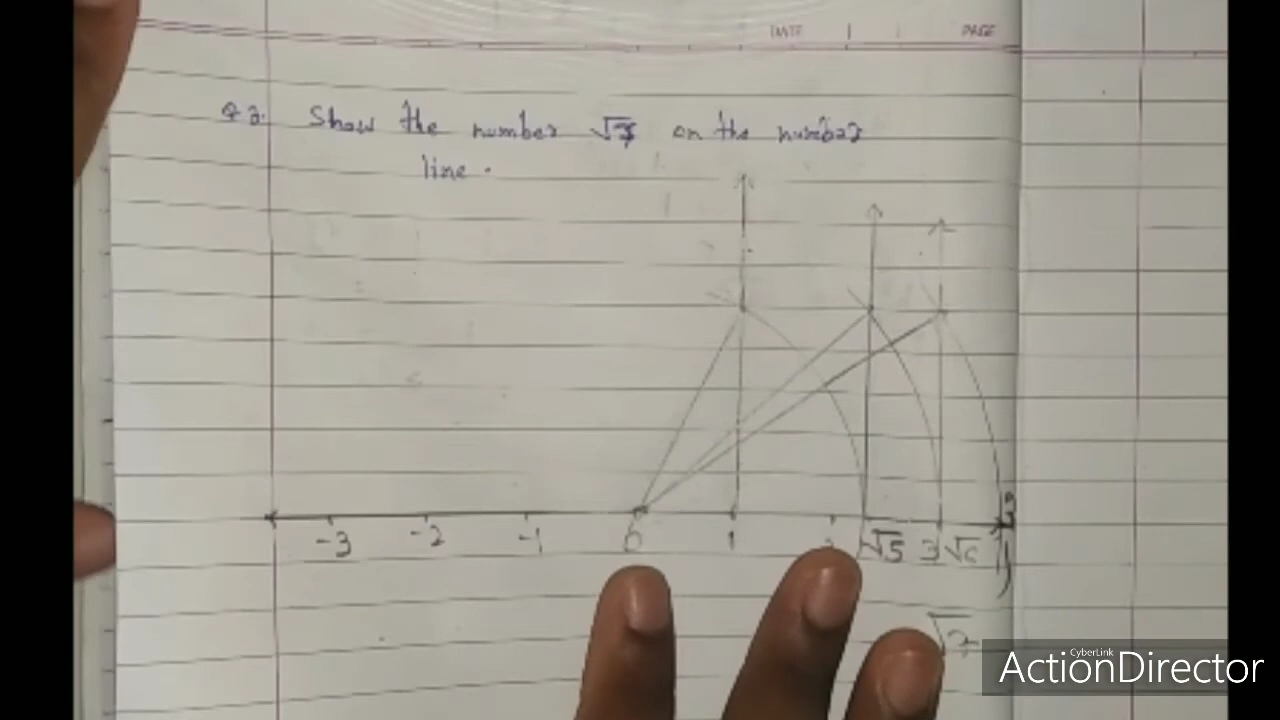 DATE PAGE
Q2. Show the number √7 on the number
line.
-3 -2 -1 0 1 2 √5 3 √6
√7
CyberLink
ActionDirector